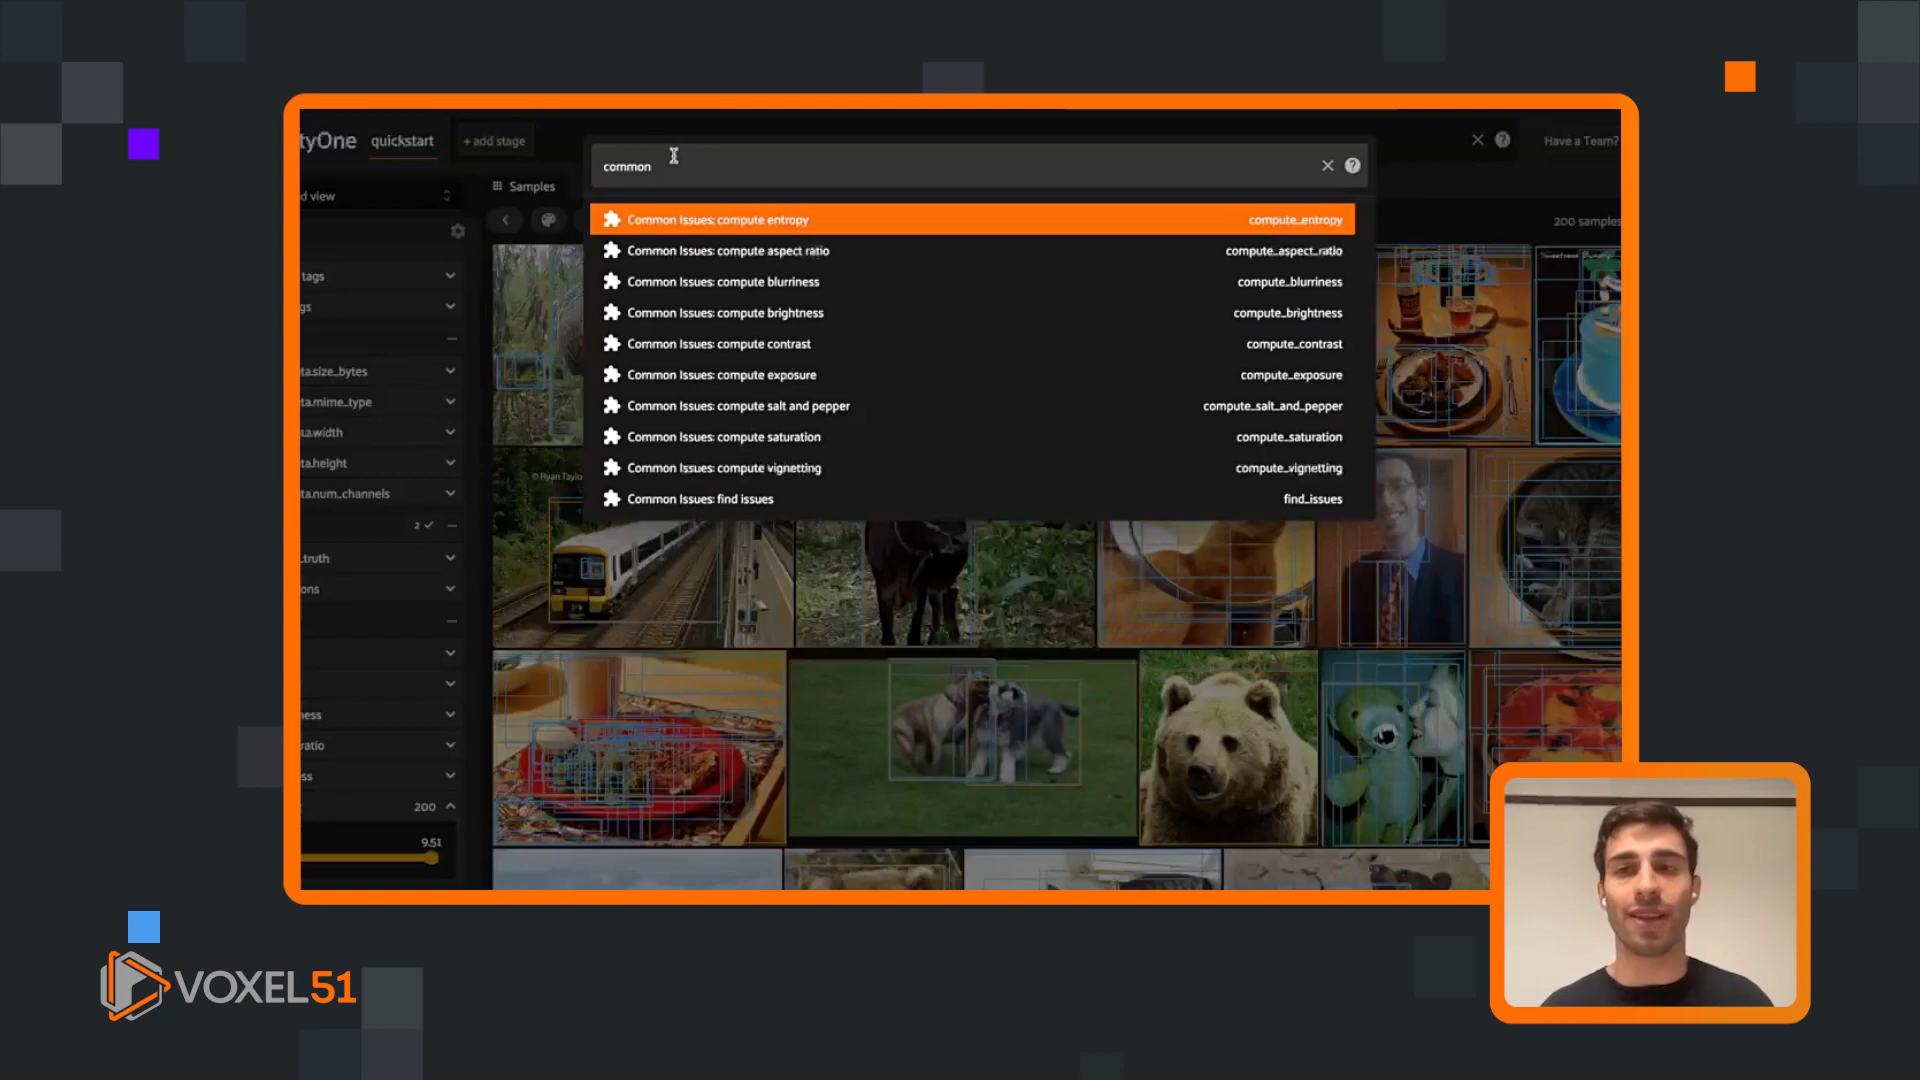 tyOne quickstart + add stage
Have a Team?
common
d view
Samples
200 samples
Common Issues: compute entropy compute_entropy
Common Issues: compute aspect ratio compute_aspect_ratio
Common Issues: compute blurriness compute_blurriness
Common Issues: compute brightness compute_brightness
Common Issues: compute contrast compute_contrast
Common Issues: compute exposure compute_exposure
Common Issues: compute salt and pepper compute_salt_and_pepper
Common Issues: compute saturation compute_saturation
Common Issues: compute vignetting compute_vignetting
Common Issues: find issues find_issues
tags
gs
ta.size_bytes
ta.mime_type
ta.width
ta.height
ta.num_channels
2
truth
ons
ness
ratio
ss
200
9.51
© Ryan Taylo
VOXEL51